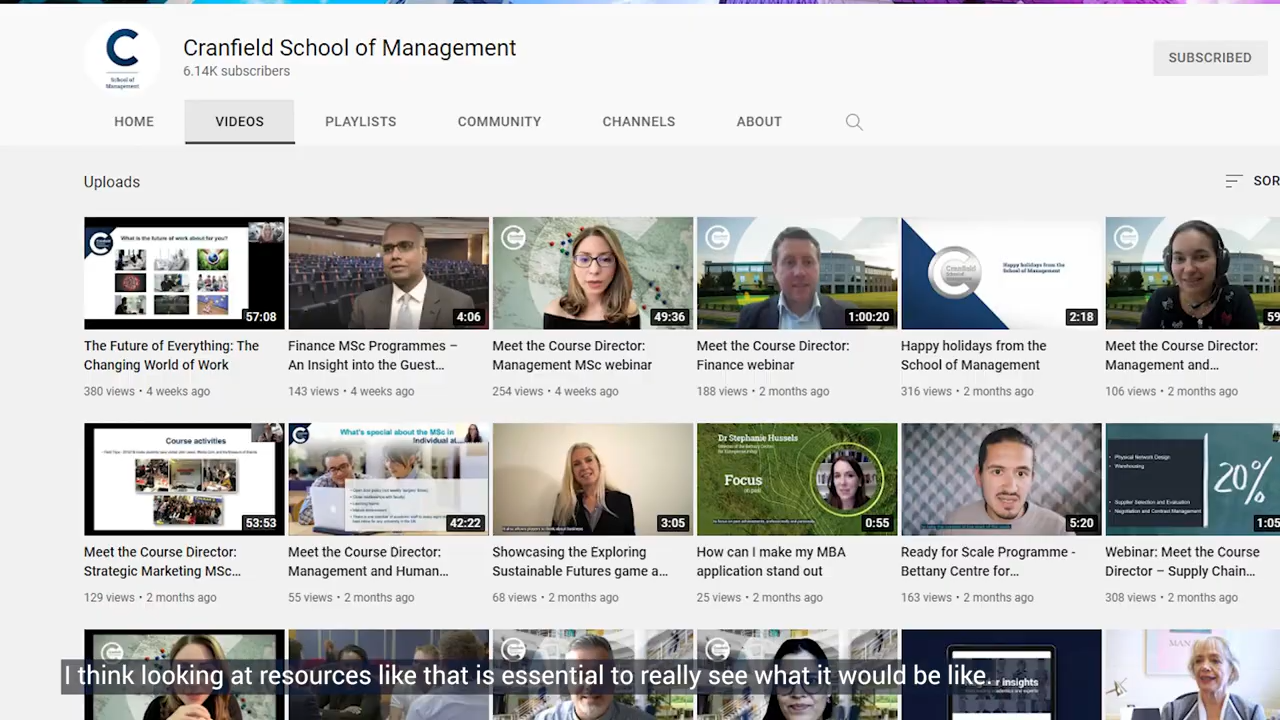 C
School of
Management
Cranfield School of Management
6.14K subscribers
SUBSCRIBED
HOME
VIDEOS
PLAYLISTS
COMMUNITY
CHANNELS
ABOUT
Uploads
SOR
What is the future of work about for you?
57:08
4:06
49:36
1:00:20
Cranfield
Happy holidays from the
School of Management
2:18
59
The Future of Everything: The
Changing World of Work
380 views • 4 weeks ago
Finance MSc Programmes –
An Insight into the Guest...
143 views • 4 weeks ago
Meet the Course Director:
Management MSc webinar
254 views • 4 weeks ago
Meet the Course Director:
Finance webinar
188 views • 2 months ago
Happy holidays from the
School of Management
316 views • 2 months ago
Meet the Course Director:
Management and...
106 views • 2 months ago
Course activities
53:53
What's special about the MSc in
42:22
3:05
Dr Stephanie Hussels
Focus
on past
0:55
5:20
Physical Network Design
Warehousing
Supplier Selection and Evaluation
Negotiation and Contract Management
20%
1:05
Meet the Course Director:
Strategic Marketing MSc...
129 views • 2 months ago
Meet the Course Director:
Management and Human...
55 views • 2 months ago
Showcasing the Exploring
Sustainable Futures game a...
68 views • 2 months ago
How can I make my MBA
application stand out
25 views • 2 months ago
Ready for Scale Programme -
Bettany Centre for...
163 views • 2 months ago
Webinar: Meet the Course
Director – Supply Chain...
308 views • 2 months ago
I think looking at resources like that is essential to really see what it would be like.
r insights